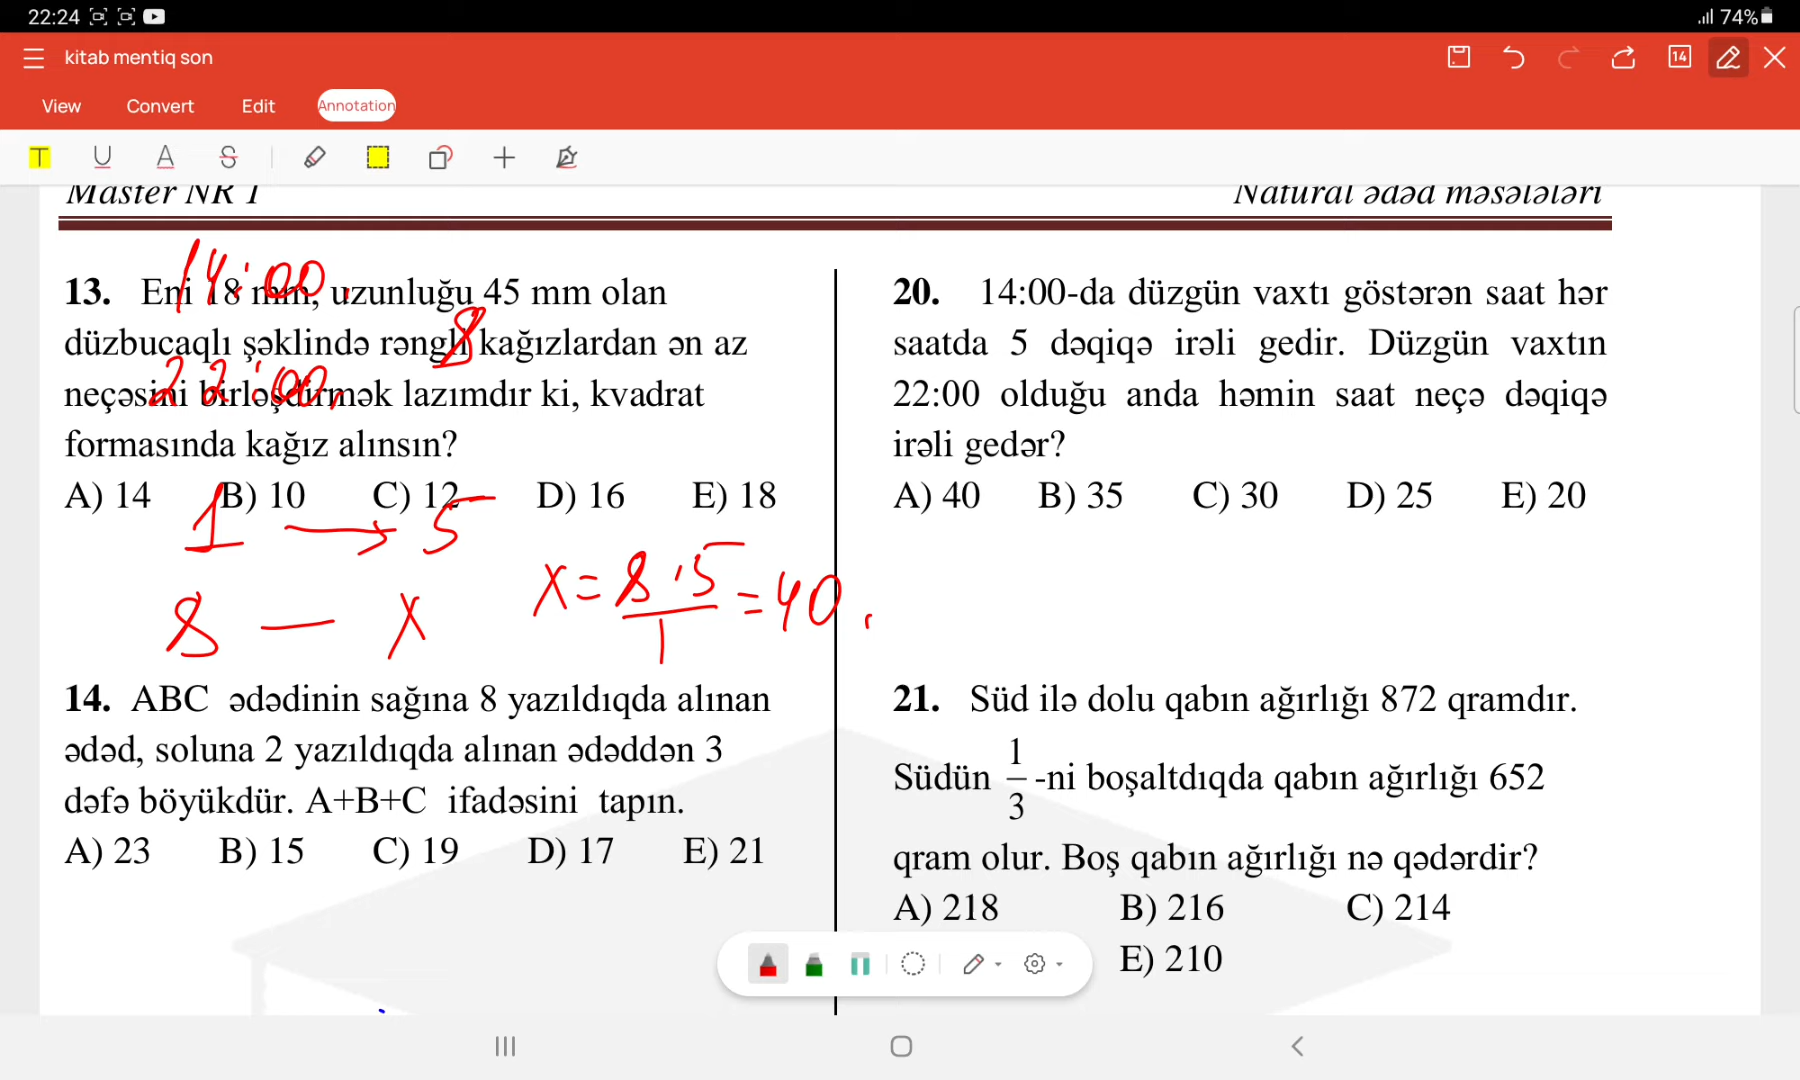 22:24
74%
kitab mentiq son
14
View Convert Edit Annotation
T U A S
Master NR 1
Natural ədəd məsələləri
13. Eni 18 mm, uzunluğu 45 mm olan
düzbucaqlı şəklində rəngli kağızlardan ən az
neçəsini birləşdirmək lazımdır ki, kvadrat
formasında kağız alınsın?
A) 14 B) 10 C) 12 D) 16 E) 18
14:00
8
22:00
1 → 5
8 — x
x = 8·5/1 = 40.
14. ABC ədədinin sağına 8 yazıldıqda alınan
ədəd, soluna 2 yazıldıqda alınan ədəddən 3
dəfə böyükdür. A+B+C ifadəsini tapın.
A) 23 B) 15 C) 19 D) 17 E) 21
20. 14:00-da düzgün vaxtı göstərən saat hər
saatda 5 dəqiqə irəli gedir. Düzgün vaxtın
22:00 olduğu anda həmin saat neçə dəqiqə
irəli gedər?
A) 40 B) 35 C) 30 D) 25 E) 20
21. Süd ilə dolu qabın ağırlığı 872 qramdır.
Südün 1/3 -ni boşaltdıqda qabın ağırlığı 652
qram olur. Boş qabın ağırlığı nə qədərdir?
A) 218 B) 216 C) 214
E) 210